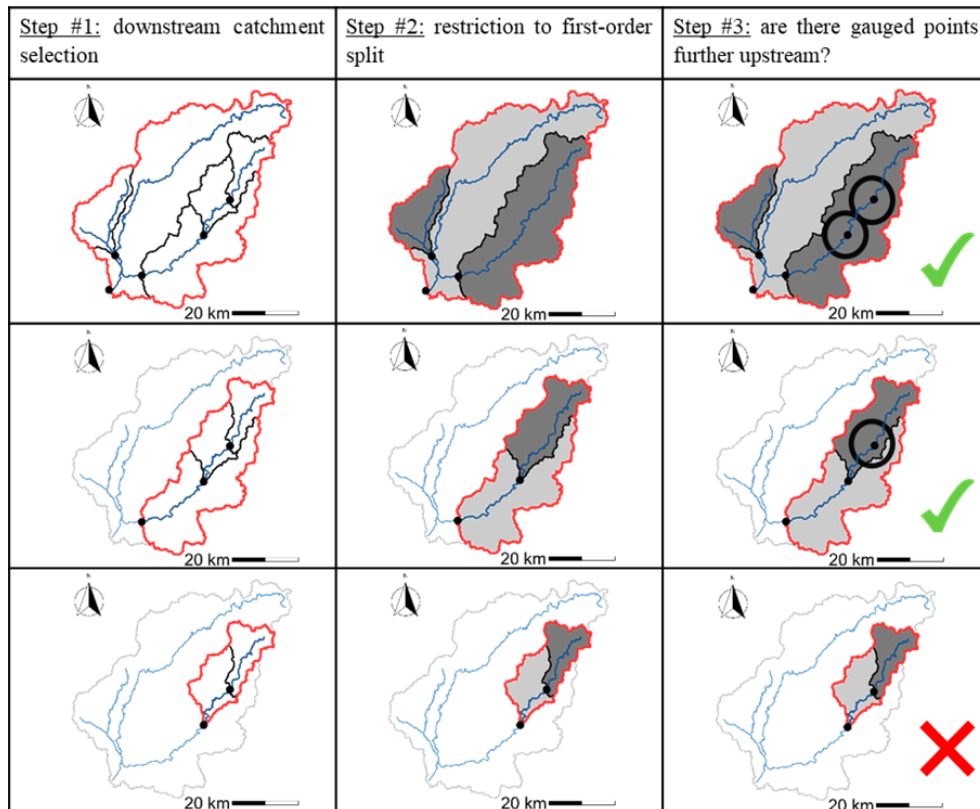 Step #1: downstream catchment
selection
Step #2: restriction to first-order
split
Step #3: are there gauged points
further upstream?
N
20 km
N
20 km
N
20 km
N
20 km
N
20 km
N
20 km
N
20 km
N
20 km
N
20 km